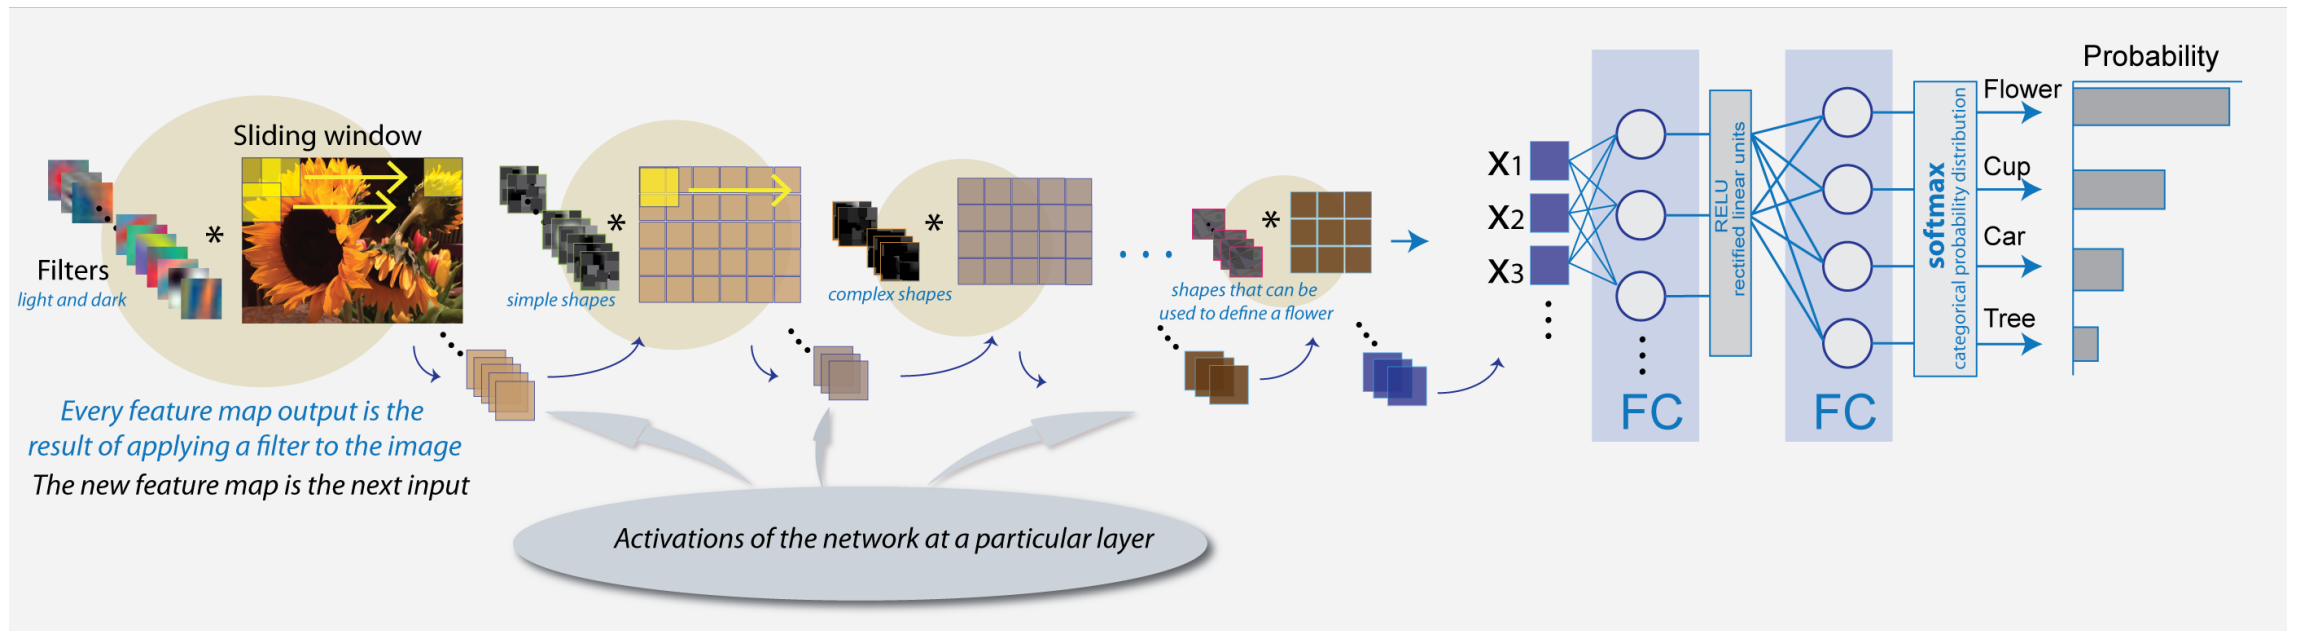 Sliding window
Filters
light and dark
*
simple shapes
*
complex shapes
*
shapes that can be
used to define a flower
*
Every feature map output is the
result of applying a filter to the image
The new feature map is the next input
Activations of the network at a particular layer
X1
X2
X3
FC
RELU
rectified linear units
FC
softmax
categorical probability distribution
Probability
Flower
Cup
Car
Tree